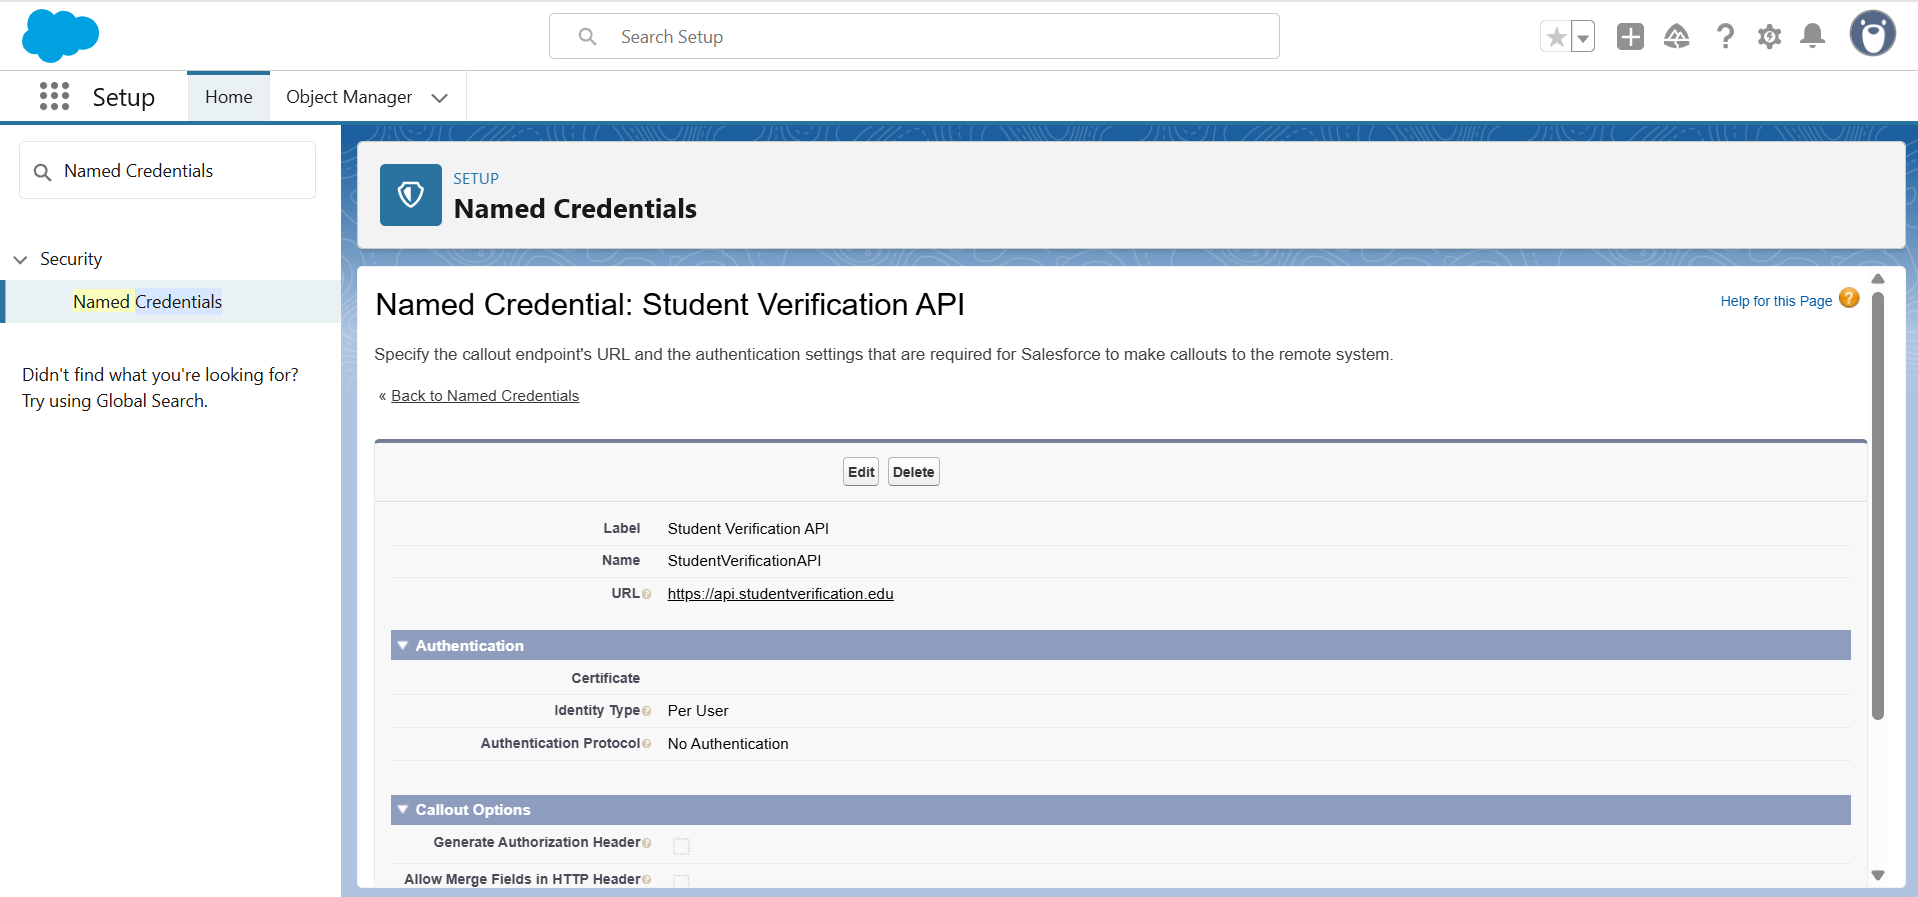 Search Setup
Setup
Home
Object Manager
Named Credentials
Security
Named Credentials
Didn't find what you're looking for?
Try using Global Search.
SETUP
Named Credentials
Named Credential: Student Verification API
Help for this Page
Specify the callout endpoint's URL and the authentication settings that are required for Salesforce to make callouts to the remote system.
« Back to Named Credentials
Edit Delete
Label Student Verification API
Name StudentVerificationAPI
URL https://api.studentverification.edu
Authentication
Certificate
Identity Type Per User
Authentication Protocol No Authentication
Callout Options
Generate Authorization Header
Allow Merge Fields in HTTP Header